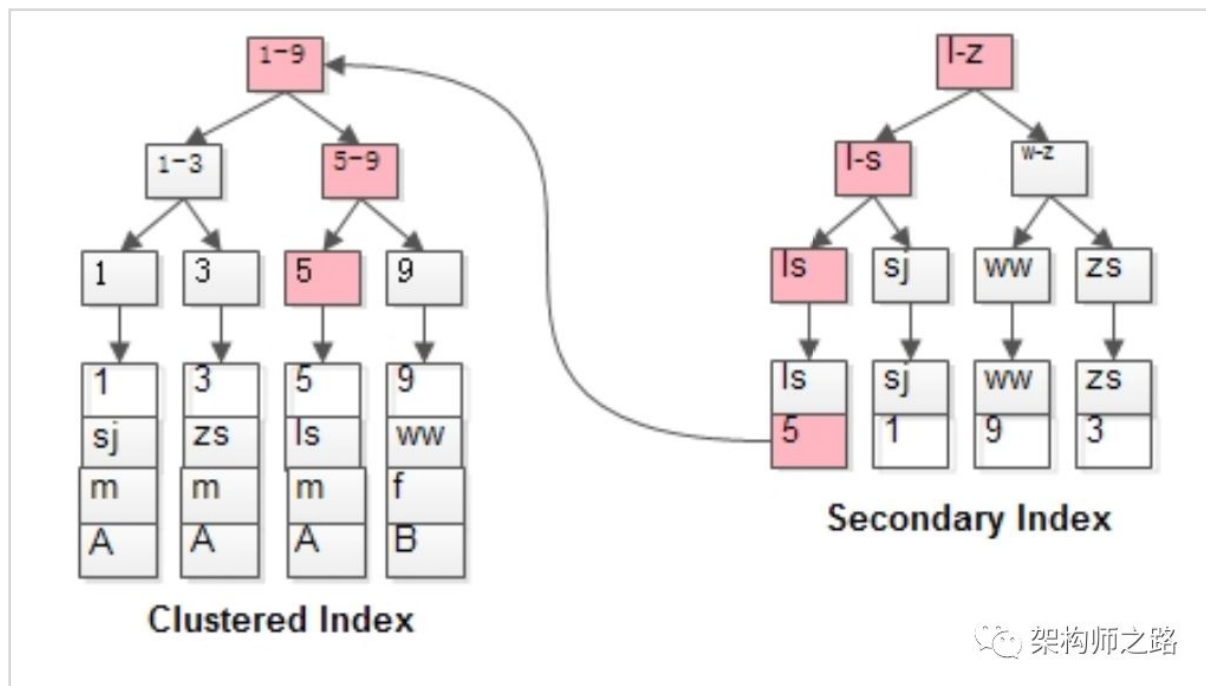 1-9
1-3
5-9
1
3
5
9
1
3
5
9
sj
zs
ls
ww
m
m
m
f
A
A
A
B
Clustered Index
l-z
l-s
w-z
ls
sj
ww
zs
ls
sj
ww
zs
5
1
9
3
Secondary Index
架构师之路